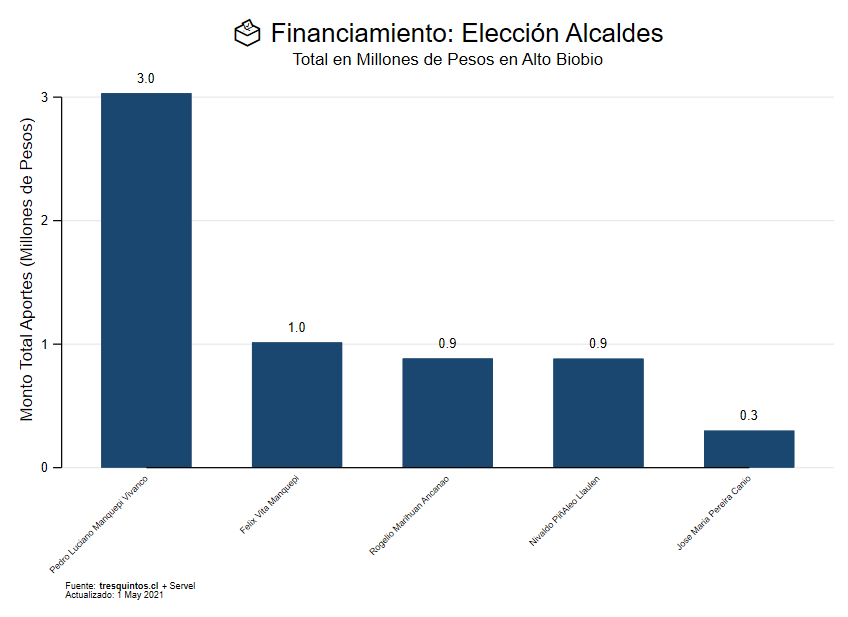 Financiamiento: Elección Alcaldes
Total en Millones de Pesos en Alto Biobio
Monto Total Aportes (Millones de Pesos)
3
2
1
0
3.0
1.0
0.9
0.9
0.3
Pedro Luciano Manquepi Vivanco
Felix Vita Manquepi
Rogelio Marihuan Ancanao
Nivaldo PiñAleo Llaulen
Jose Maria Pereira Canio
Fuente: tresquintos.cl + Servel
Actualizado: 1 May 2021